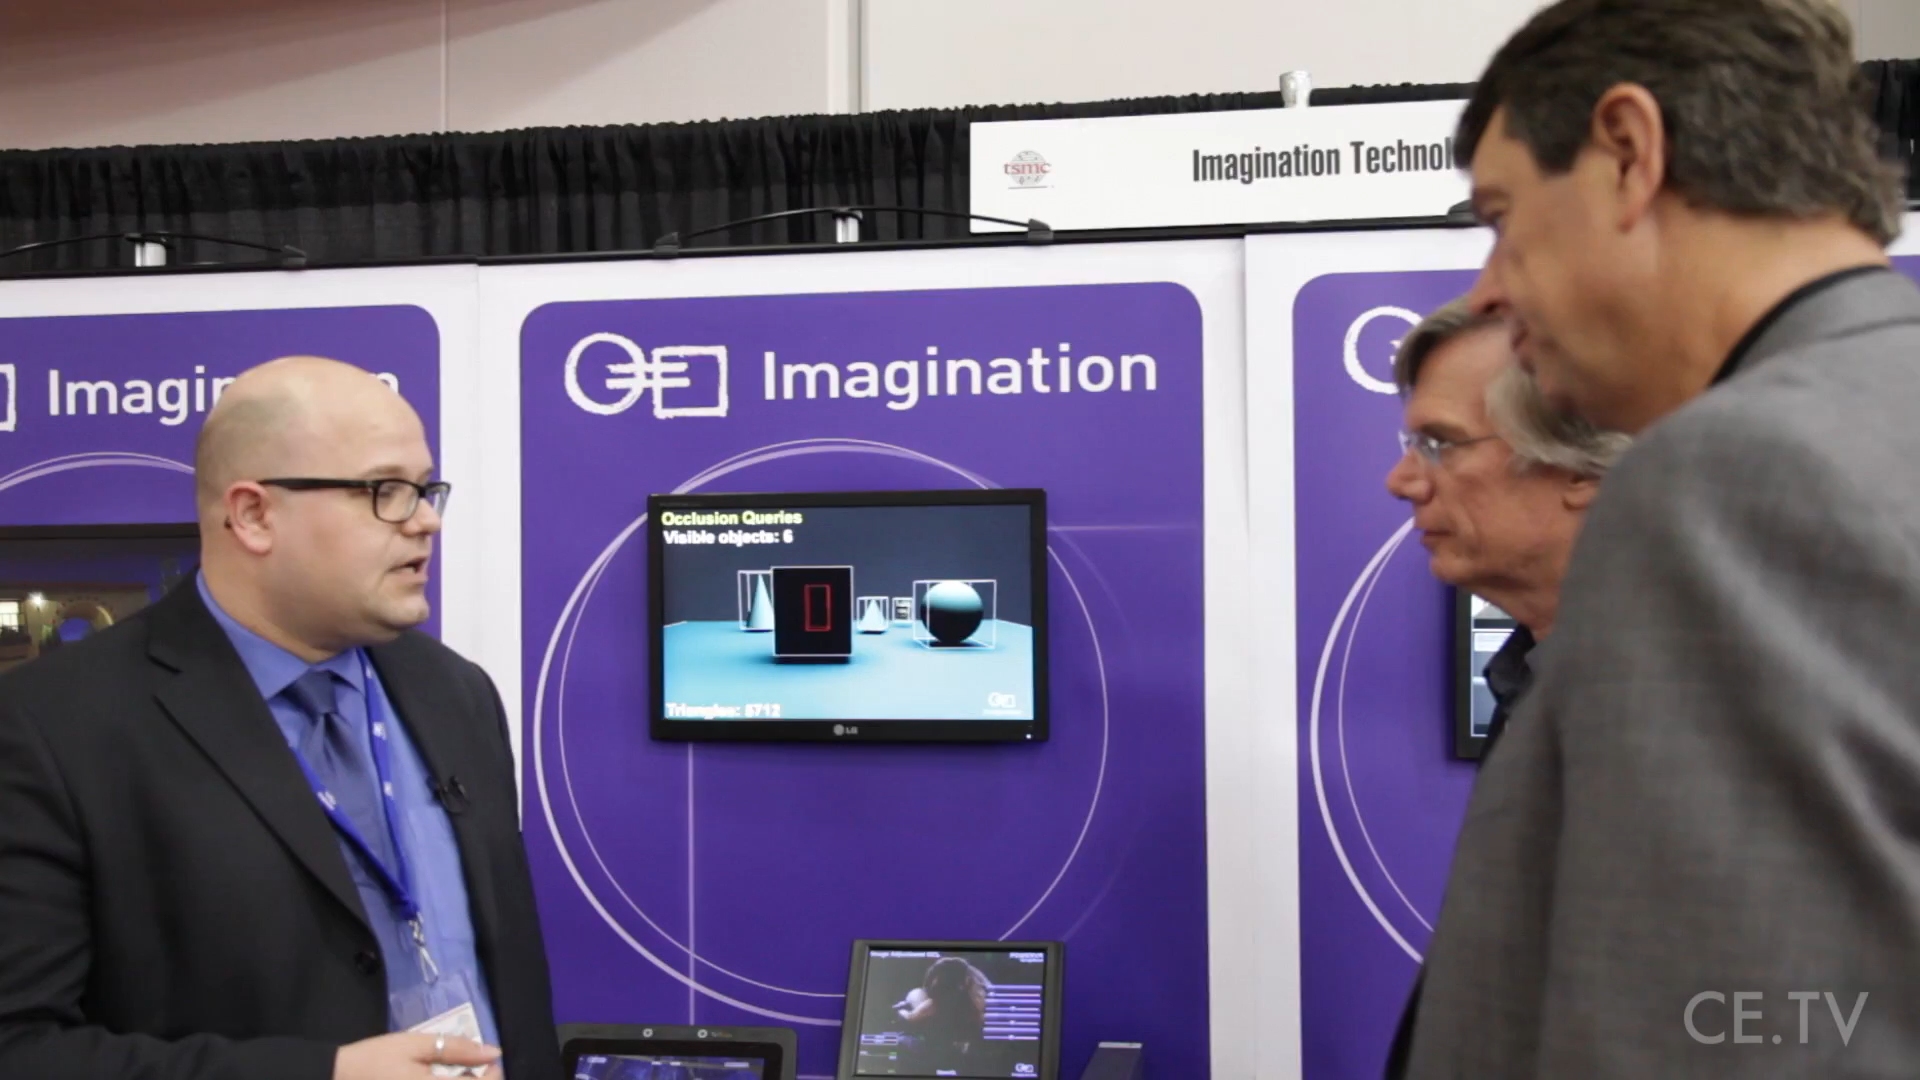 tsmc
Imagination Technol
Imagination
Imagin
Occlusion Queries
Visible objects: 6
Triangles: 5712
LG
CE.TV